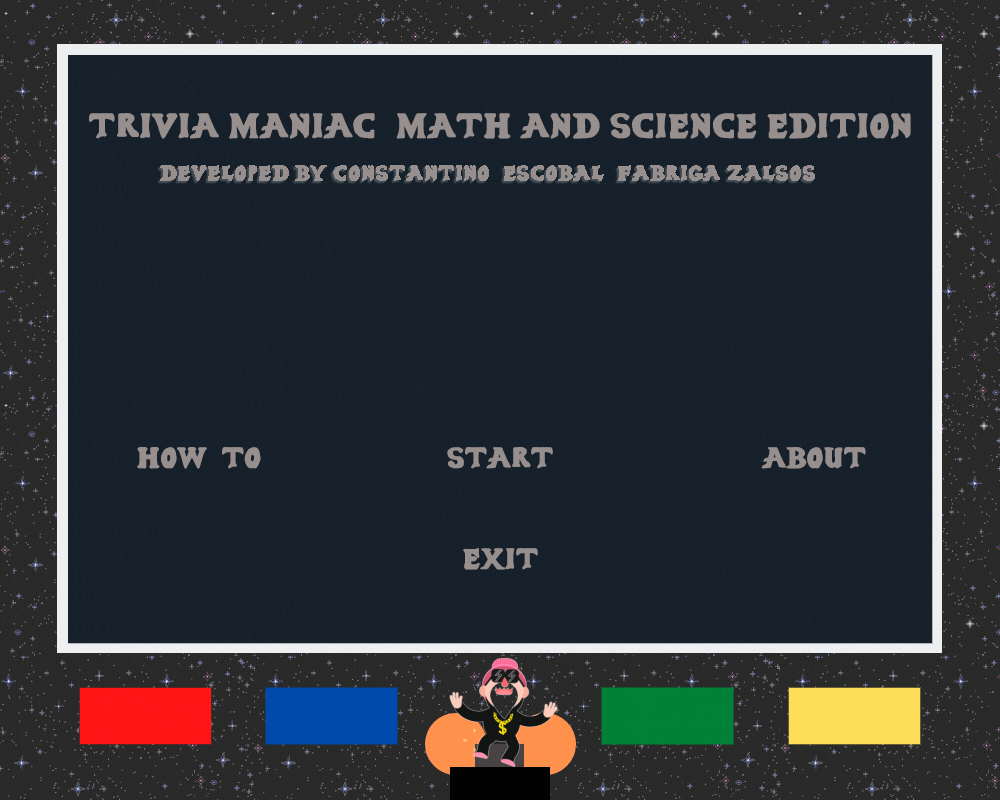 TRIVIA MANIAC MATH AND SCIENCE EDITION
DEVELOPED BY CONSTANTINO ESCOBAL FABRIGA ZALSOS
HOW TO START ABOUT
EXIT
$